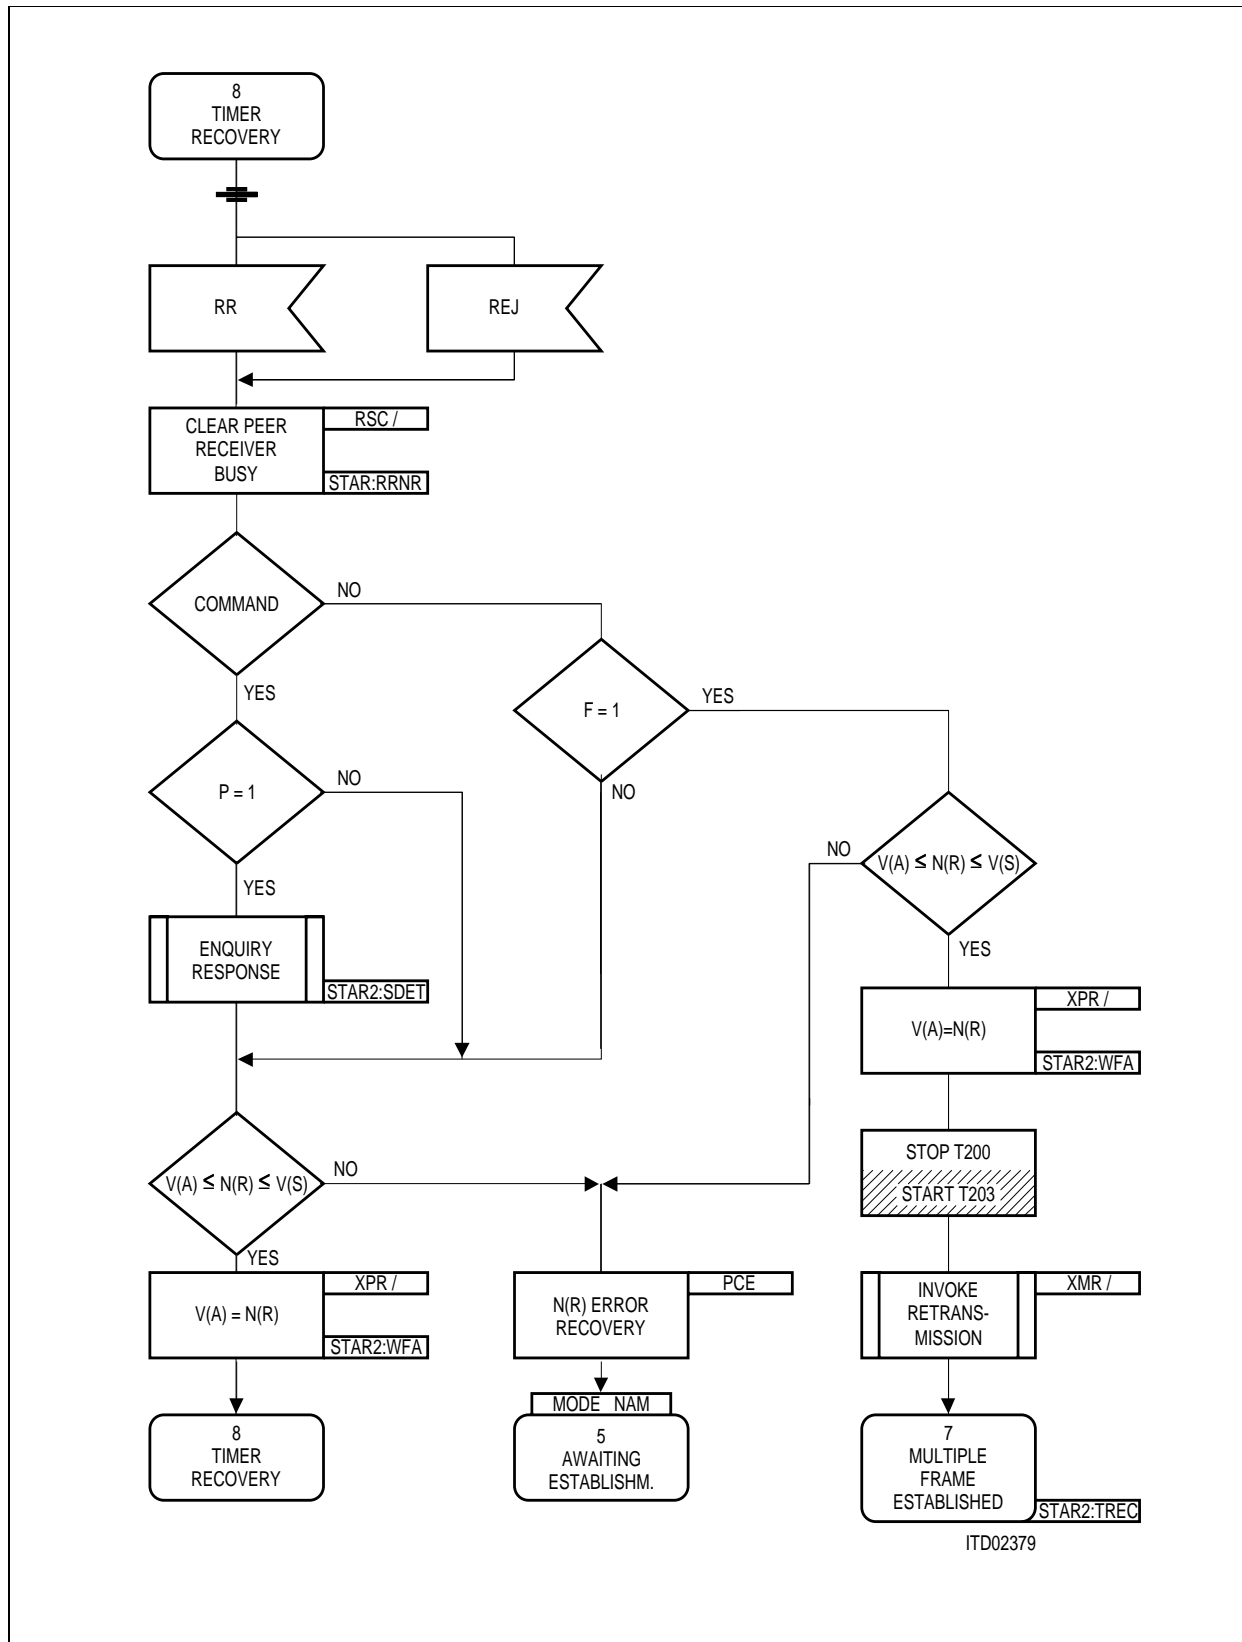 8
TIMER
RECOVERY
RR
REJ
CLEAR PEER
RECEIVER
BUSY
RSC /
STAR:RRNR
COMMAND
NO
YES
F = 1
YES
NO
P = 1
NO
YES
V(A) ≤ N(R) ≤ V(S)
NO
YES
ENQUIRY
RESPONSE
STAR2:SDET
V(A)=N(R)
XPR /
STAR2:WFA
STOP T200
START T203
V(A) ≤ N(R) ≤ V(S)
NO
YES
V(A) = N(R)
XPR /
STAR2:WFA
N(R) ERROR
RECOVERY
PCE
INVOKE
RETRANS-
MISSION
XMR /
8
TIMER
RECOVERY
MODE NAM
5
AWAITING
ESTABLISHM.
7
MULTIPLE
FRAME
ESTABLISHED
STAR2:TREC
ITD02379